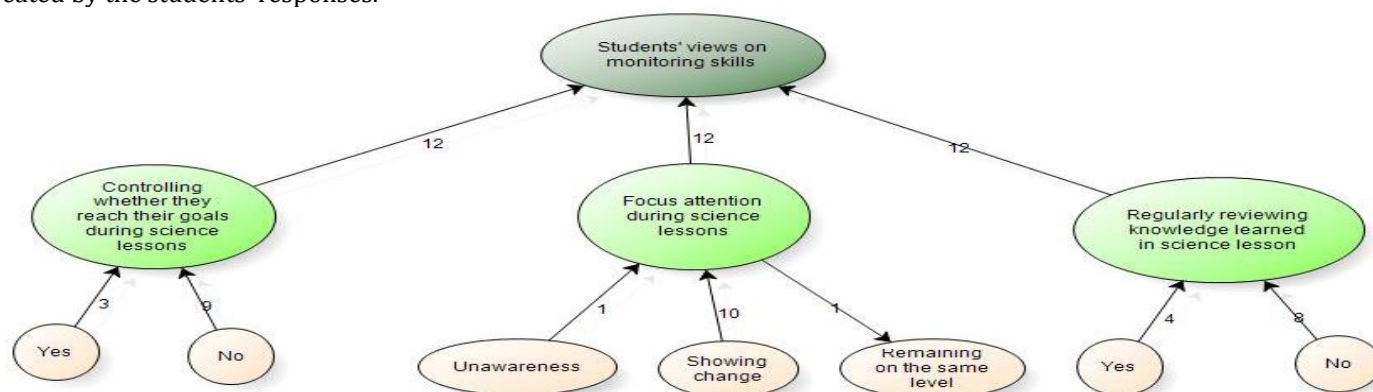 eated by the students' responses.
Students' views on
monitoring skills
12
12
12
Controlling
whether they
reach their goals
during science
lessons
Focus attention
during science
lessons
Regularly reviewing
knowledge learned
in science lesson
3
9
1
10
1
4
8
Yes
No
Unawareness
Showing
change
Remaining
on the same
level
Yes
No